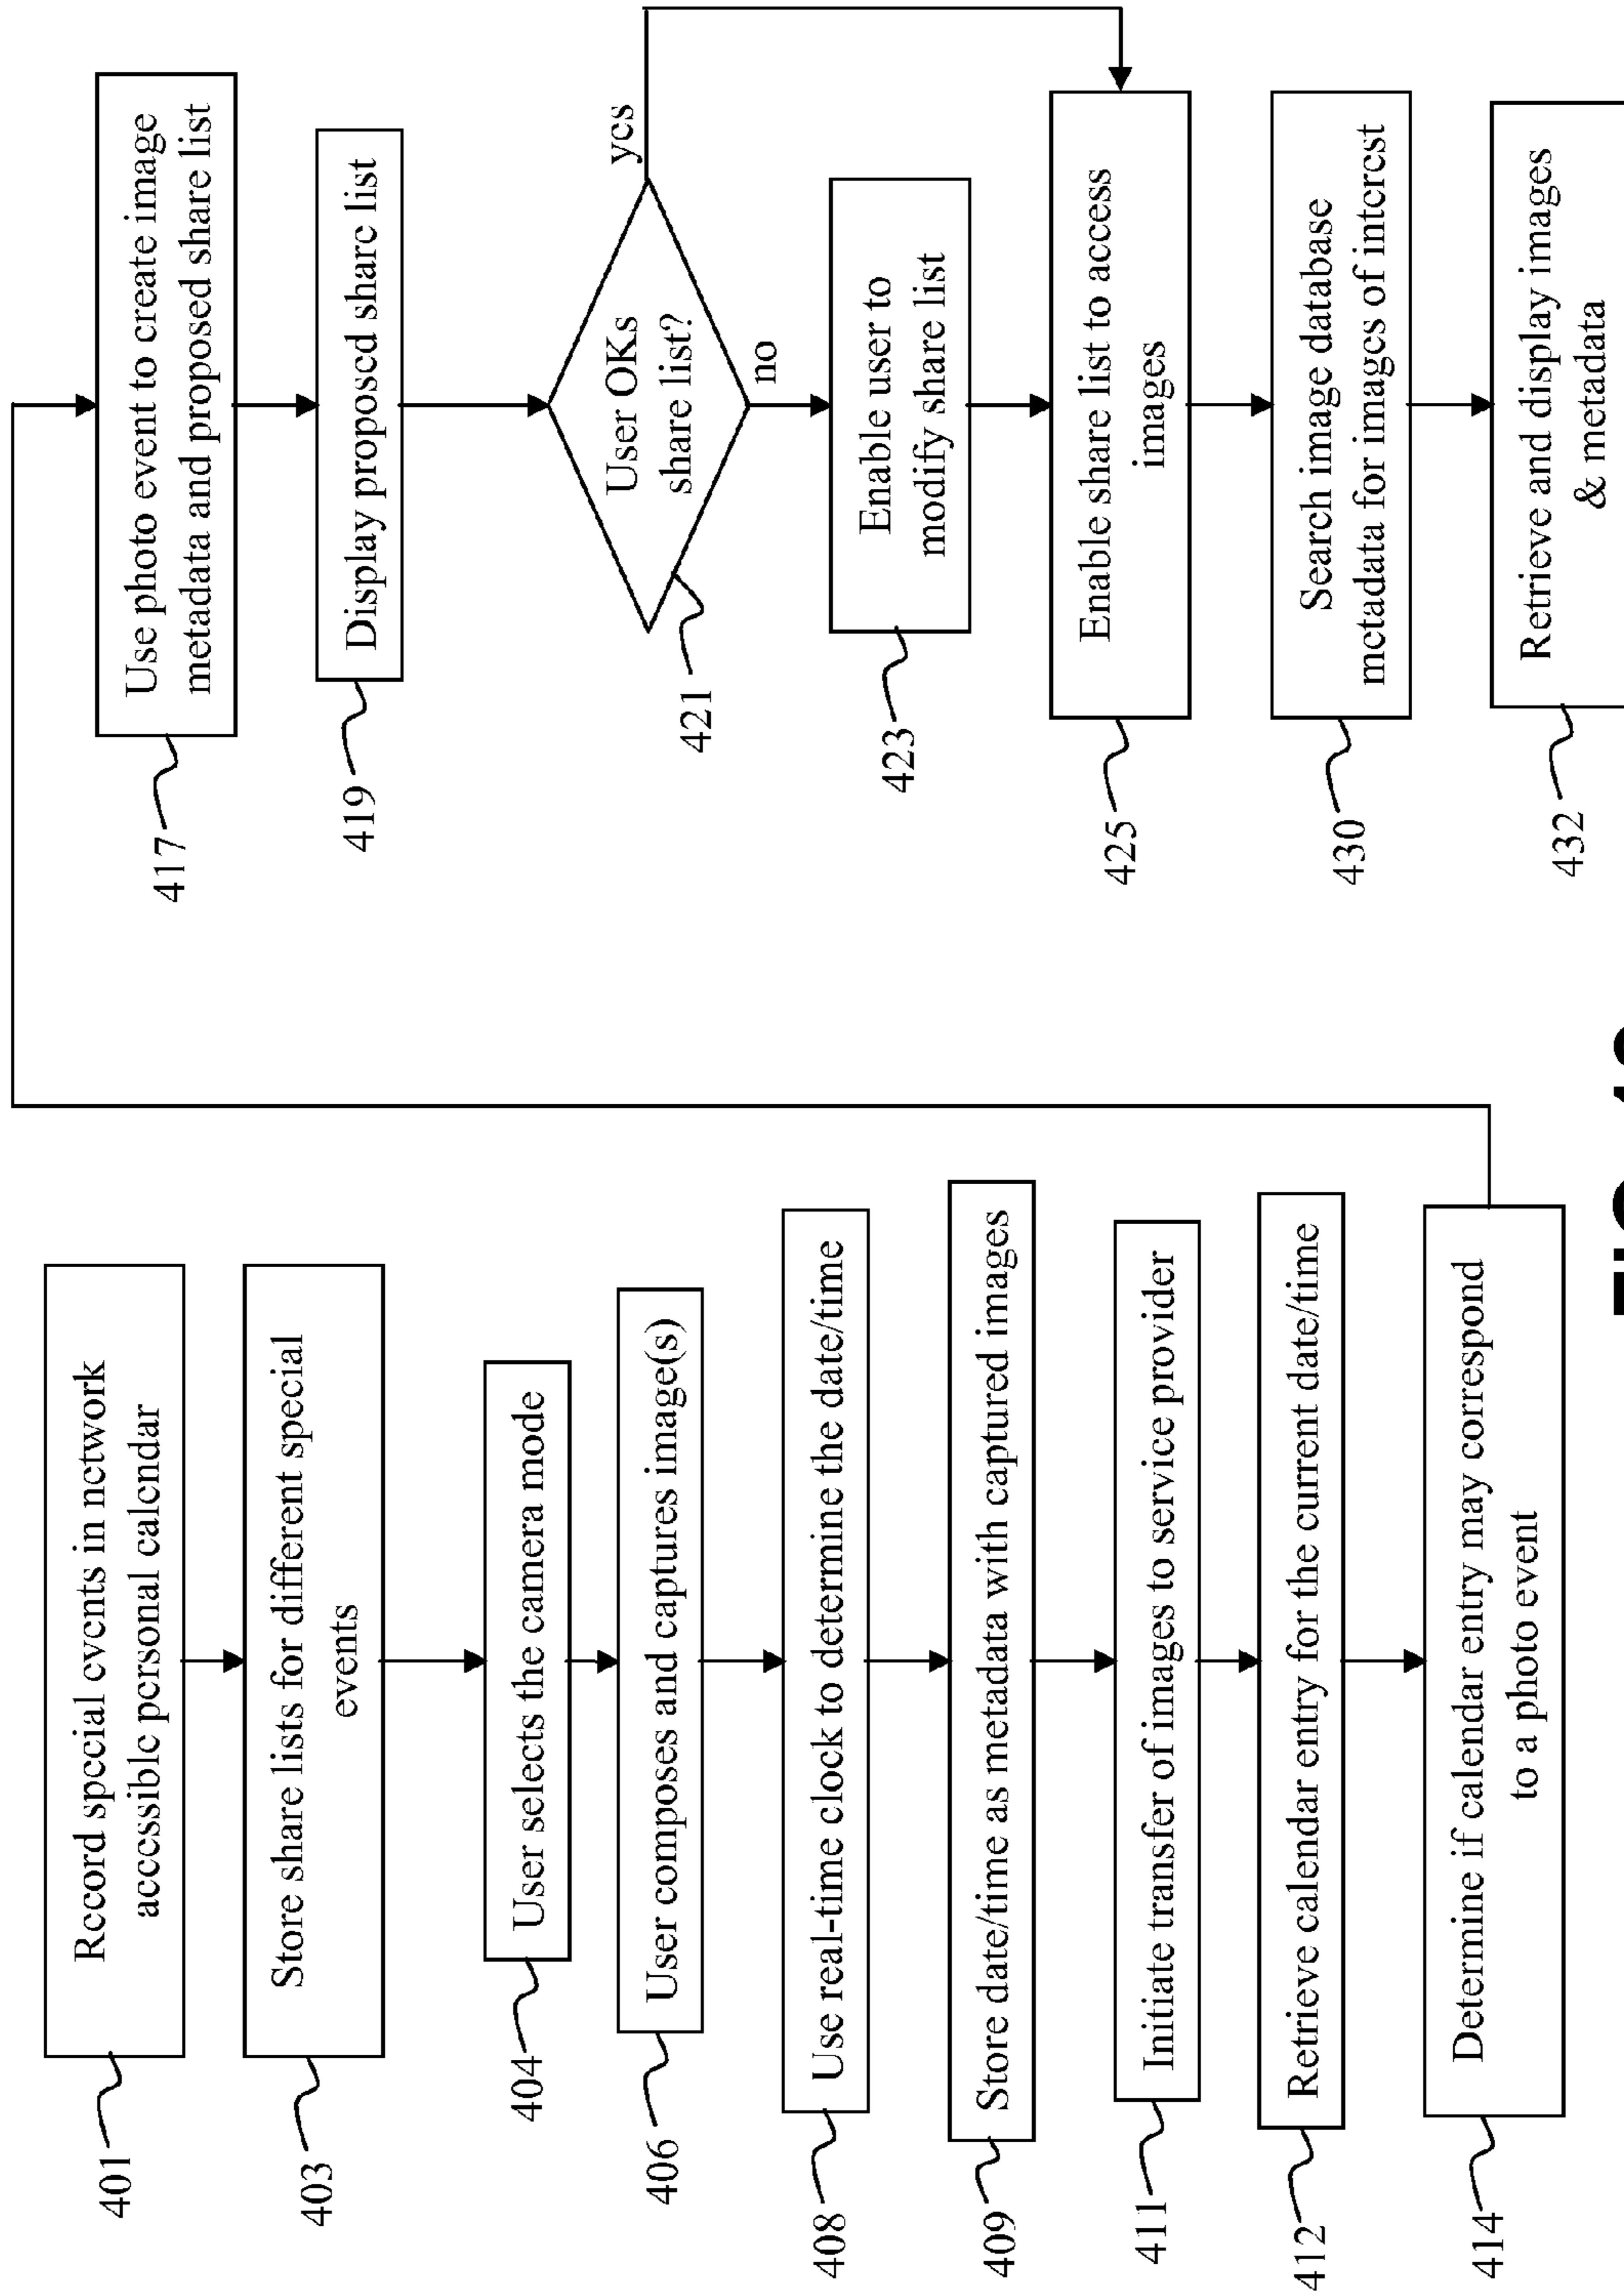 401
Record special events in network
accessible personal calendar
403
Store share lists for different special
events
404
User selects the camera mode
406
User composes and captures image(s)
408
Use real-time clock to determine the date/time
409
Store date/time as metadata with captured images
411
Initiate transfer of images to service provider
412
Retrieve calendar entry for the current date/time
414
Determine if calendar entry may correspond
to a photo event
417
Use photo event to create image
metadata and proposed share list
419
Display proposed share list
421
User OKs
share list?
yes
no
423
Enable user to
modify share list
425
Enable share list to access
images
430
Search image database
metadata for images of interest
432
Retrieve and display images
& metadata